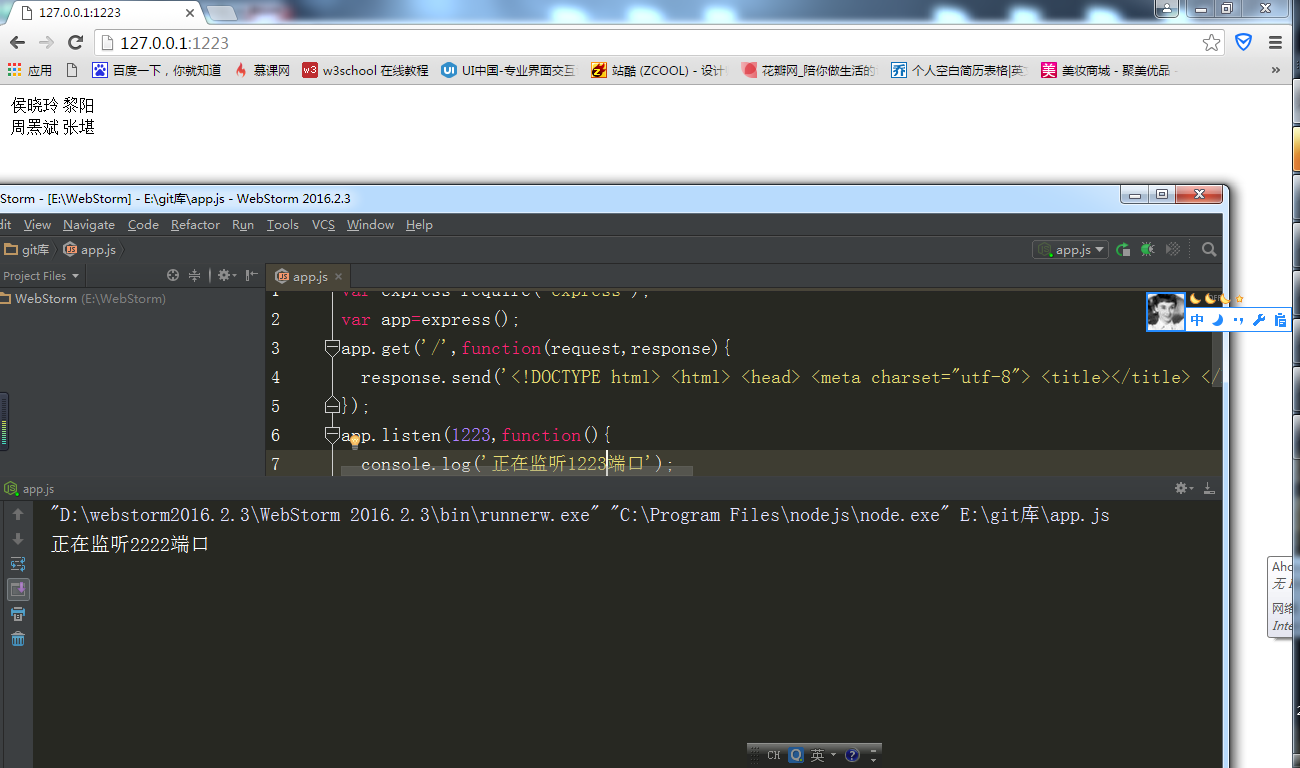 127.0.0.1:1223
127.0.0.1:1223
应用 百度一下，你就知道 慕课网 w3school 在线教程 UI中国-专业界面交互 站酷 (ZCOOL) - 设计 花瓣网_陪你做生活的 个人空白简历表格|英 美妆商城 - 聚美优品 »
侯晓玲 黎阳
周罴斌 张堪
Storm - [E:\WebStorm] - E:\git库\app.js - WebStorm 2016.2.3
dit View Navigate Code Refactor Run Tools VCS Window Help
git库 app.js app.js
Project Files app.js
WebStorm (E:\WebStorm)
1 var express=require('express');
2 var app=express();
中
3 app.get('/',function(request,response){
4 response.send('<!DOCTYPE html> <html> <head> <meta charset="utf-8"> <title></title> </
5 });
6 app.listen(1223,function(){
7 console.log('正在监听1223端口');
app.js
"D:\webstorm2016.2.3\WebStorm 2016.2.3\bin\runnerw.exe" "C:\Program Files\nodejs\node.exe" E:\git库\app.js
正在监听2222端口
无
网络
Inte
CH 英